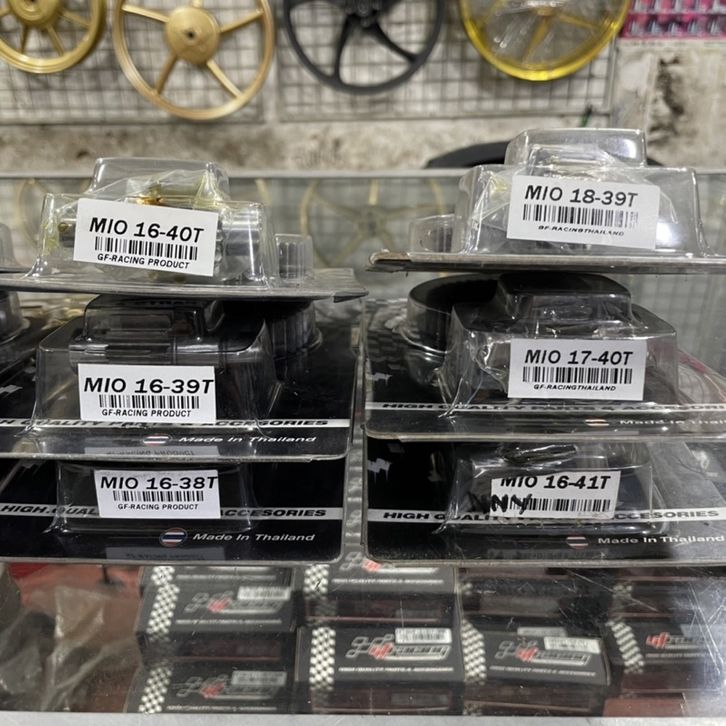 MIO 16-40T
GF-RACING PRODUCT
MIO 18-39T
GF-RACINGTHAILAND
MIO 16-39T
GF-RACING PRODUCT
HIGH QUALITY PARTS & ACCESSORIES
Made In Thailand
MIO 17-40T
GF-RACINGTHAILAND
HIGH QUALITY
MIO 16-38T
GF-RACING PRODUCT
ACCESSORIES
Made In Thailand
Made In Thailand
MIO 16-41T
HIGH QUALITY
ACCESSORIES
Made In Thailand